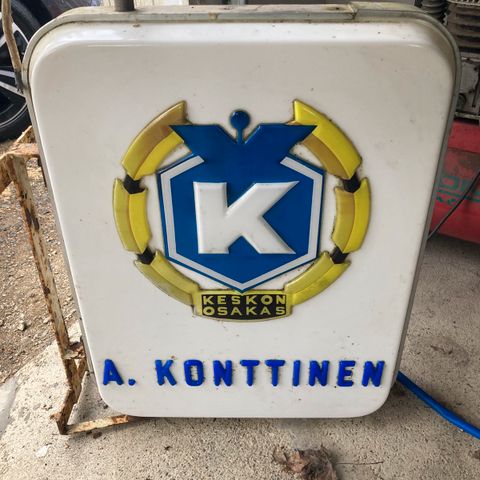 K
KESKON
OSAKAS
A. KONTTINEN